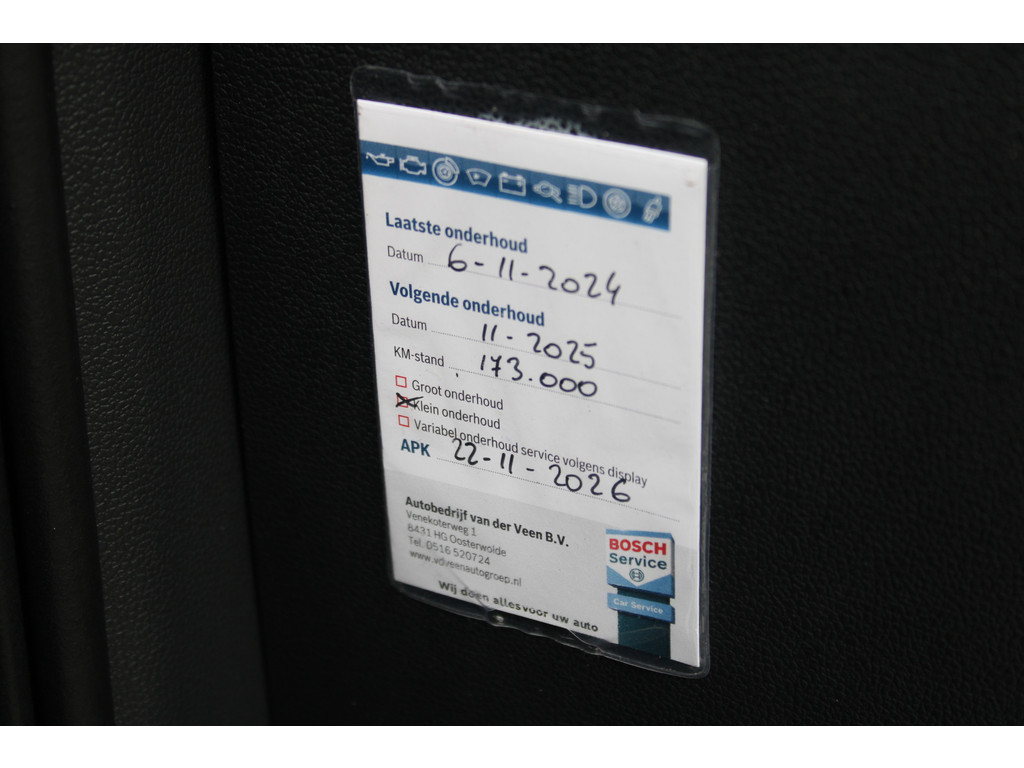 Laatste onderhoud
Datum 6-11-2024
Volgende onderhoud
Datum 11-2025
KM-stand 173.000
Groot onderhoud
Klein onderhoud
Variabel onderhoud service volgens display
APK 22-11-2026
Autobedrijf van der Veen B.V.
Venekoterweg 1
8431 HG Oosterwolde
Tel. 0516 520724
www.vdveenautogroep.nl
Wij doen alles voor uw auto
BOSCH
Service
Car Service